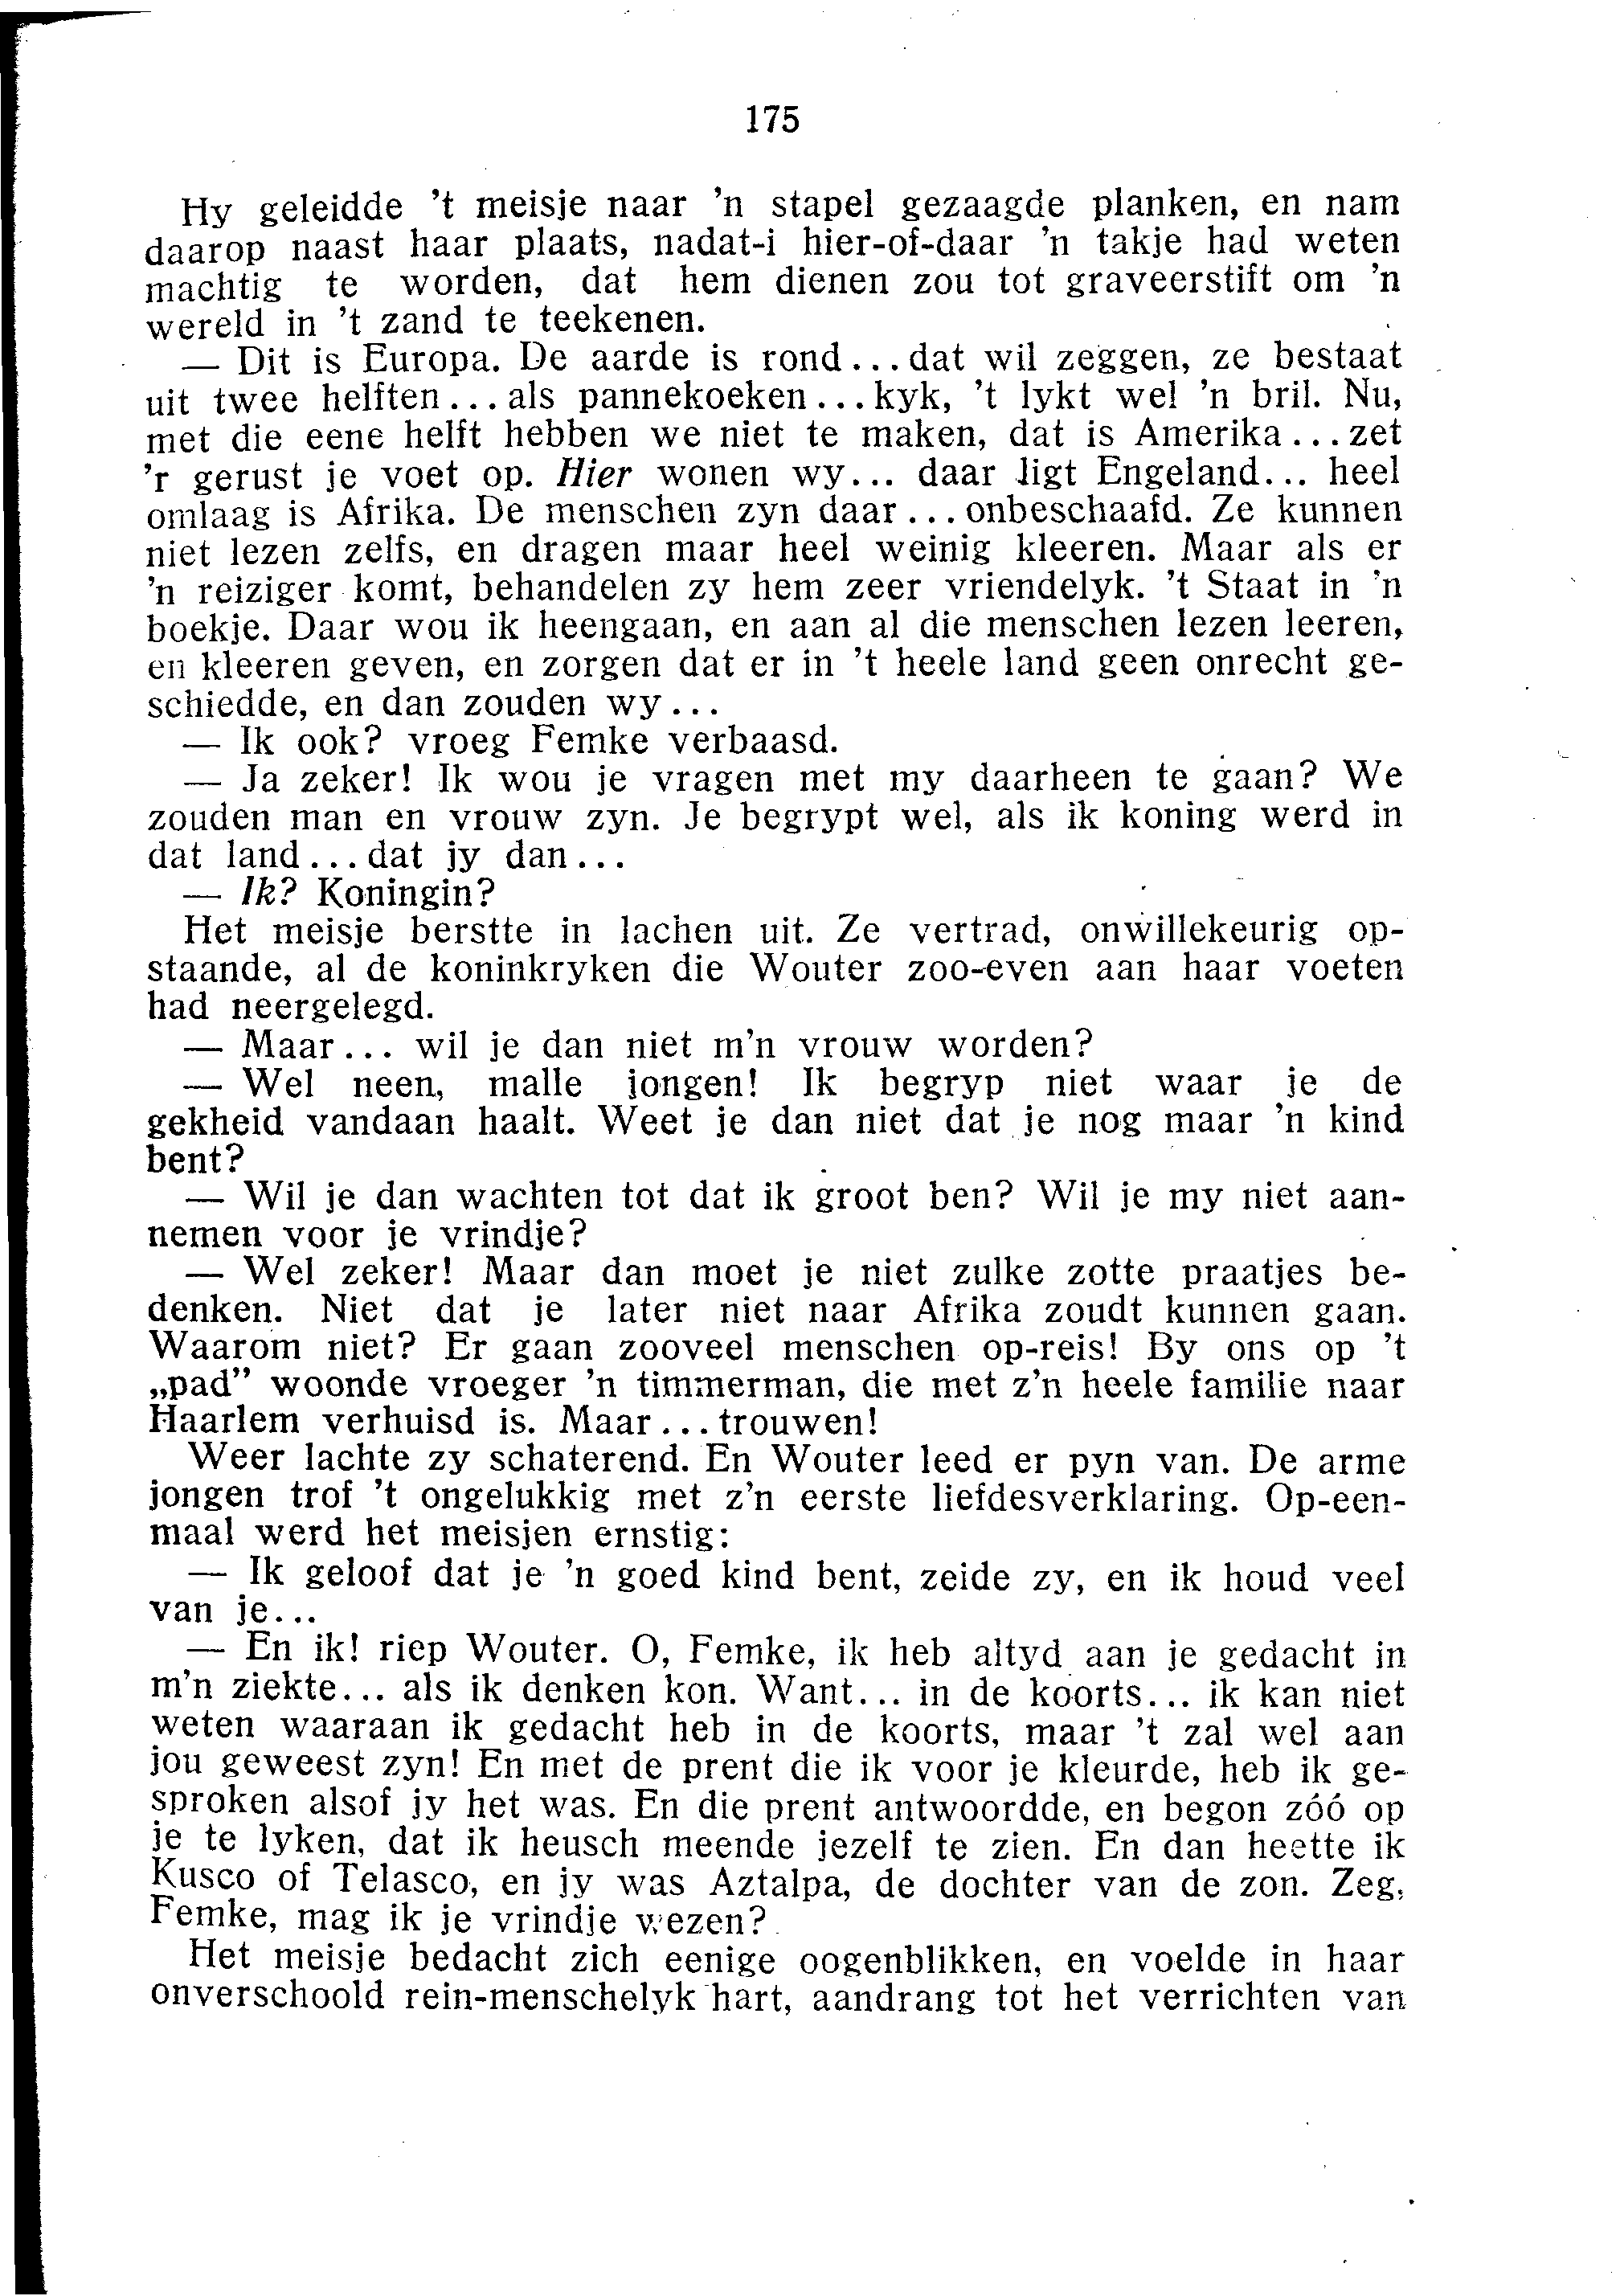 175
Hy geleidde 't meisje naar 'n stapel gezaagde planken, en nam
daarop naast haar plaats, nadat-i hier-of-daar 'n takje had weten
machtig te worden, dat hem dienen zou tot graveerstift om 'n
wereld in 't zand te teekenen.
— Dit is Europa. De aarde is rond... dat wil zeggen, ze bestaat
uit twee helften... als pannekoeken... kyk, 't lykt wel 'n bril. Nu,
met die eene helft hebben we niet te maken, dat is Amerika... zet
'r gerust je voet op. Hier wonen wy... daar ligt Engeland... heel
omlaag is Afrika. De menschen zyn daar... onbeschaafd. Ze kunnen
niet lezen zelfs, en dragen maar heel weinig kleeren. Maar als er
'n reiziger komt, behandelen zy hem zeer vriendelyk. 't Staat in 'n
boekje. Daar wou ik heengaan, en aan al die menschen lezen leeren,
en kleeren geven, en zorgen dat er in 't heele land geen onrecht ge-
schiedde, en dan zouden wy...
— Ik ook? vroeg Femke verbaasd.
— Ja zeker! Ik wou je vragen met my daarheen te gaan? We
zouden man en vrouw zyn. Je begrypt wel, als ik koning werd in
dat land... dat jy dan...
— Ik? Koningin?
Het meisje berstte in lachen uit. Ze vertrad, onwillekeurig op-
staande, al de koninkryken die Wouter zoo-even aan haar voeten
had neergelegd.
— Maar... wil je dan niet m'n vrouw worden?
— Wel neen, malle jongen! Ik begryp niet waar je de
gekheid vandaan haalt. Weet je dan niet dat je nog maar 'n kind
bent?
— Wil je dan wachten tot dat ik groot ben? Wil je my niet aan-
nemen voor je vrindje?
— Wel zeker! Maar dan moet je niet zulke zotte praatjes be-
denken. Niet dat je later niet naar Afrika zoudt kunnen gaan.
Waarom niet? Er gaan zooveel menschen op-reis! By ons op 't
„pad” woonde vroeger 'n timmerman, die met z'n heele familie naar
Haarlem verhuisd is. Maar... trouwen!
Weer lachte zy schaterend. En Wouter leed er pyn van. De arme
jongen trof 't ongelukkig met z'n eerste liefdesverklaring. Op-een-
maal werd het meisjen ernstig:
— Ik geloof dat je 'n goed kind bent, zeide zy, en ik houd veel
van je...
— En ik! riep Wouter. O, Femke, ik heb altyd aan je gedacht in
m'n ziekte... als ik denken kon. Want... in de koorts... ik kan niet
weten waaraan ik gedacht heb in de koorts, maar 't zal wel aan
jou geweest zyn! En met de prent die ik voor je kleurde, heb ik ge-
sproken alsof jy het was. En die prent antwoordde, en begon zóó op
je te lyken, dat ik heusch meende jezelf te zien. En dan heette ik
Kusco of Telasco, en jy was Aztalpa, de dochter van de zon. Zeg,
Femke, mag ik je vrindje wezen?
Het meisje bedacht zich eenige oogenblikken, en voelde in haar
onverschoold rein-menschelyk hart, aandrang tot het verrichten van